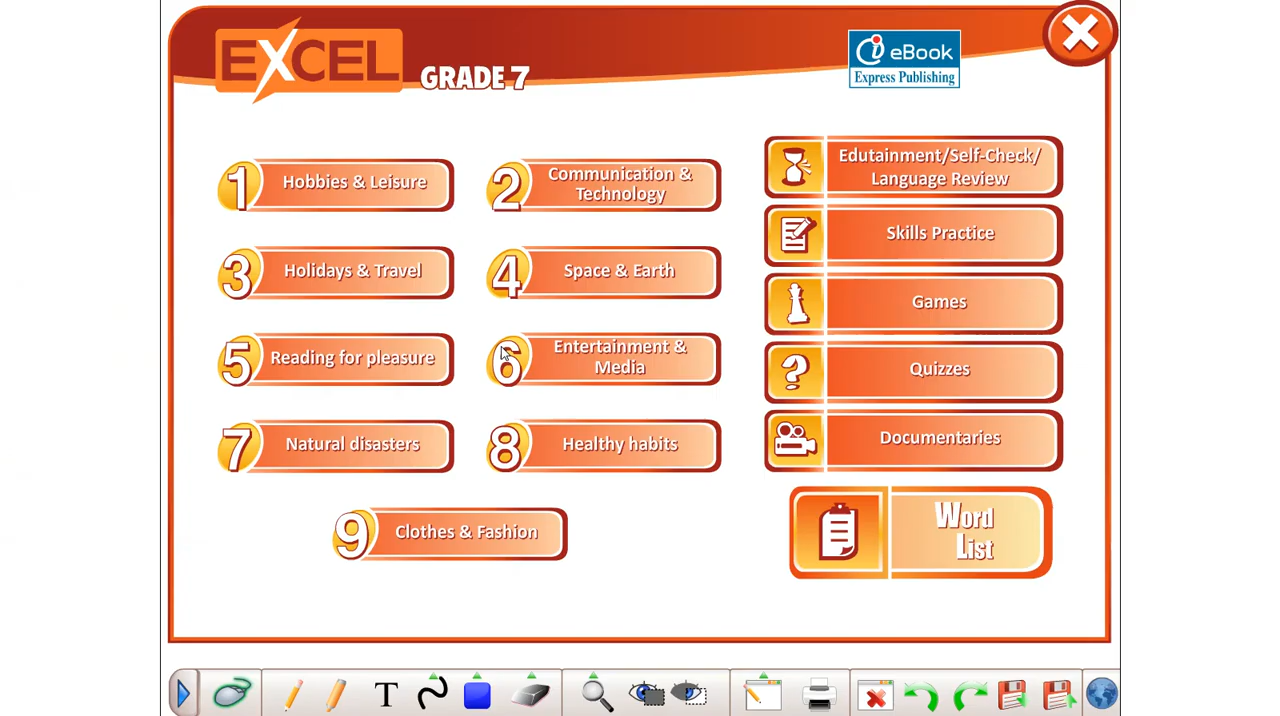 EXCEL GRADE 7
i eBook
Express Publishing
1 Hobbies & Leisure
2 Communication &
Technology
3 Holidays & Travel
4 Space & Earth
5 Reading for pleasure
6 Entertainment &
Media
7 Natural disasters
8 Healthy habits
9 Clothes & Fashion
Edutainment/Self-Check/
Language Review
Skills Practice
Games
? Quizzes
Documentaries
Word
List
T